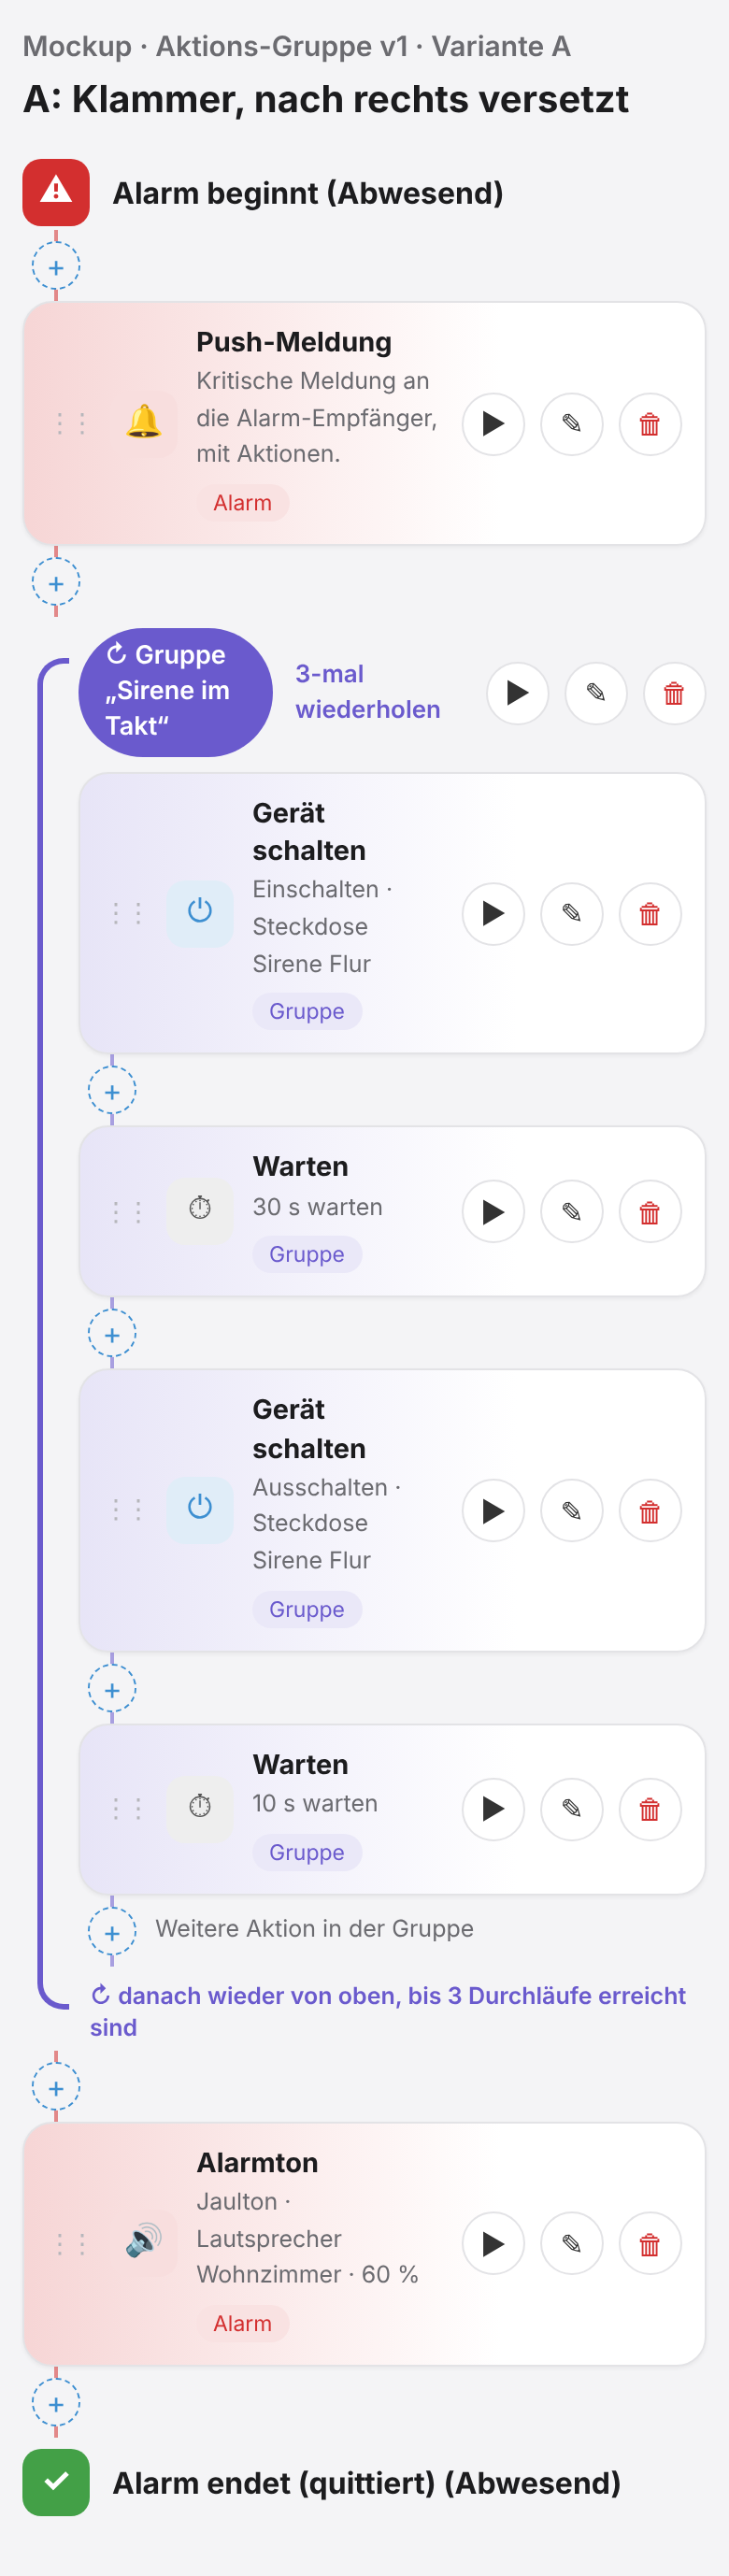 Mockup · Aktions-Gruppe v1 · Variante A
A: Klammer, nach rechts versetzt
Alarm beginnt (Abwesend)
+
Push-Meldung
Kritische Meldung an
die Alarm-Empfänger,
mit Aktionen.
Alarm
+
↻ Gruppe
„Sirene im
Takt“
3-mal
wiederholen
Gerät
schalten
Einschalten ·
Steckdose
Sirene Flur
Gruppe
+
Warten
30 s warten
Gruppe
+
Gerät
schalten
Ausschalten ·
Steckdose
Sirene Flur
Gruppe
+
Warten
10 s warten
Gruppe
+ Weitere Aktion in der Gruppe
↻ danach wieder von oben, bis 3 Durchläufe erreicht
sind
+
Alarmton
Jaulton ·
Lautsprecher
Wohnzimmer · 60 %
Alarm
+
Alarm endet (quittiert) (Abwesend)